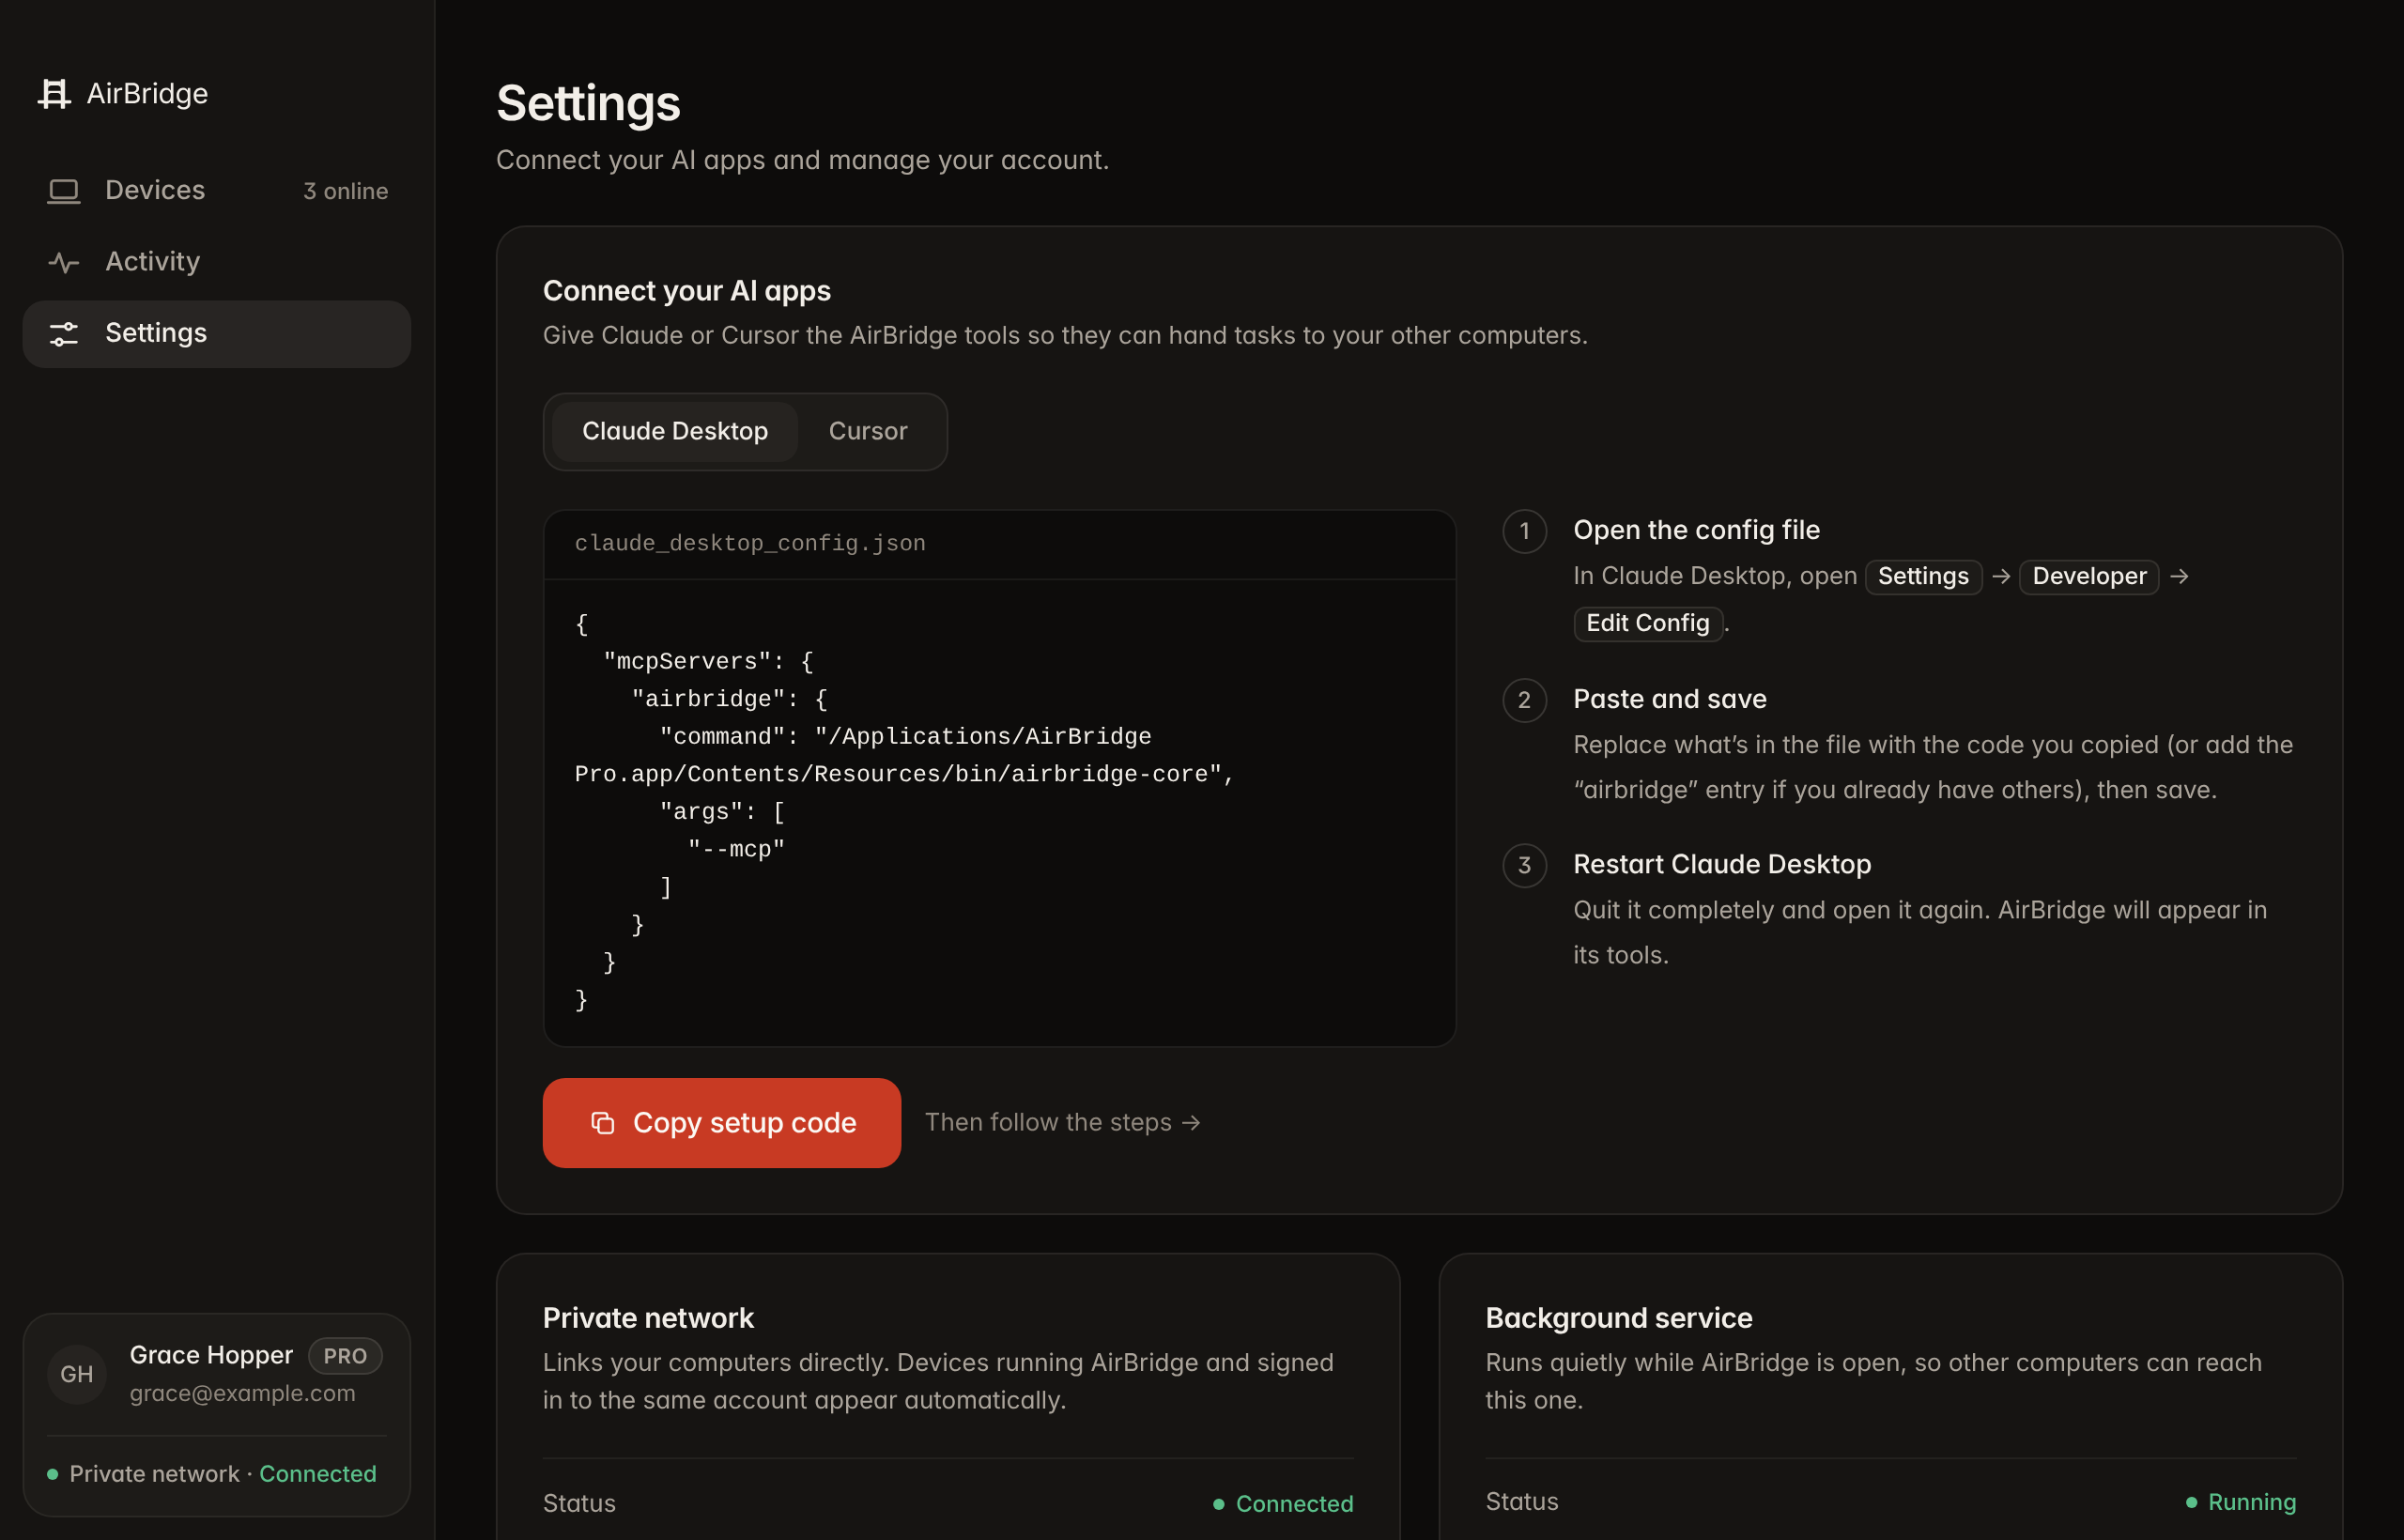 AirBridge
Devices 3 online
Activity
Settings
GH
Grace Hopper PRO
grace@example.com
Private network · Connected
Settings
Connect your AI apps and manage your account.
Connect your AI apps
Give Claude or Cursor the AirBridge tools so they can hand tasks to your other computers.
Claude Desktop Cursor
claude_desktop_config.json
{
  "mcpServers": {
    "airbridge": {
      "command": "/Applications/AirBridge
Pro.app/Contents/Resources/bin/airbridge-core",
      "args": [
        "--mcp"
      ]
    }
  }
}
Copy setup code
Then follow the steps →
1 Open the config file
In Claude Desktop, open Settings → Developer →
Edit Config.
2 Paste and save
Replace what’s in the file with the code you copied (or add the
“airbridge” entry if you already have others), then save.
3 Restart Claude Desktop
Quit it completely and open it again. AirBridge will appear in
its tools.
Private network
Links your computers directly. Devices running AirBridge and signed
in to the same account appear automatically.
Status Connected
Background service
Runs quietly while AirBridge is open, so other computers can reach
this one.
Status Running